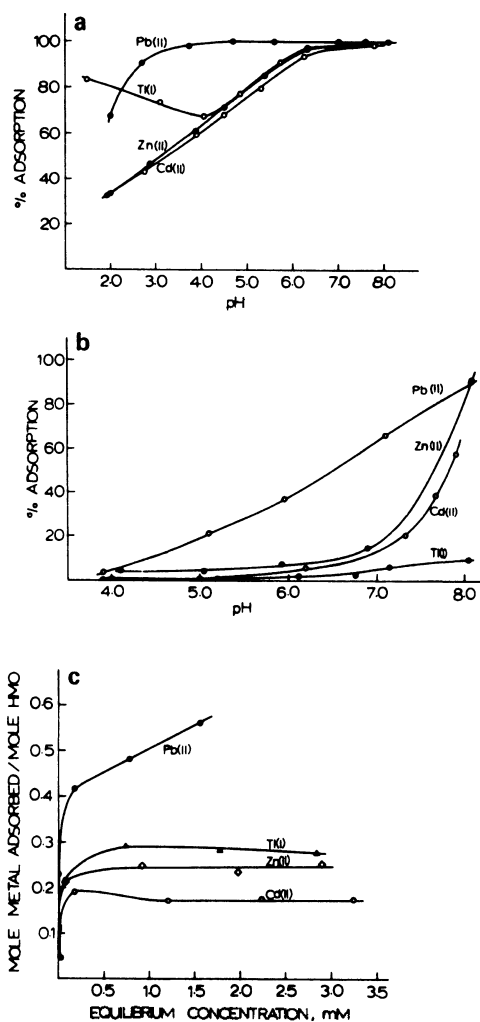 a
100
80
60
40
20
% ADSORPTION
Pb(II)
Tl(I)
Zn(II)
Cd(II)
2.0 3.0 4.0 5.0 6.0 7.0 8.0
pH
b
100
80
60
40
20
% ADSORPTION
Pb(II)
Zn(II)
Cd(II)
Tl(I)
4.0 5.0 6.0 7.0 8.0
pH
c
0.6
0.5
0.4
0.3
0.2
0.1
MOLE METAL ADSORBED/MOLE HMO
Pb(II)
Tl(I)
Zn(II)
Cd(II)
0.5 1.0 1.5 2.0 2.5 3.0 3.5
EQUILIBRIUM CONCENTRATION, mM